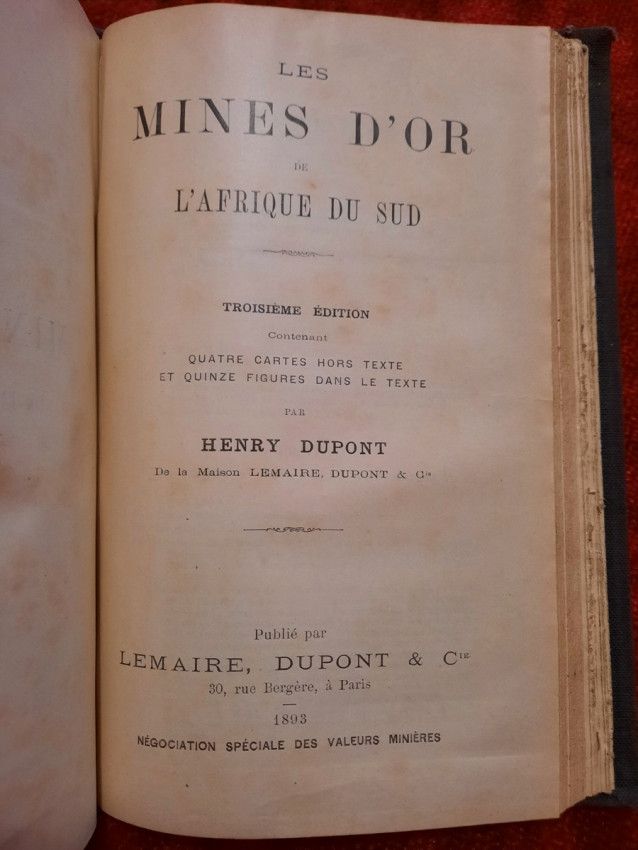 LES
MINES D'OR
DE
L'AFRIQUE DU SUD
TROISIÈME ÉDITION
Contenant
QUATRE CARTES HORS TEXTE
ET QUINZE FIGURES DANS LE TEXTE
PAR
HENRY DUPONT
De la Maison LEMAIRE, DUPONT & Cie
Publié par
LEMAIRE, DUPONT & CIE
30, rue Bergère, à Paris
1893
NÉGOCIATION SPÉCIALE DES VALEURS MINIÈRES